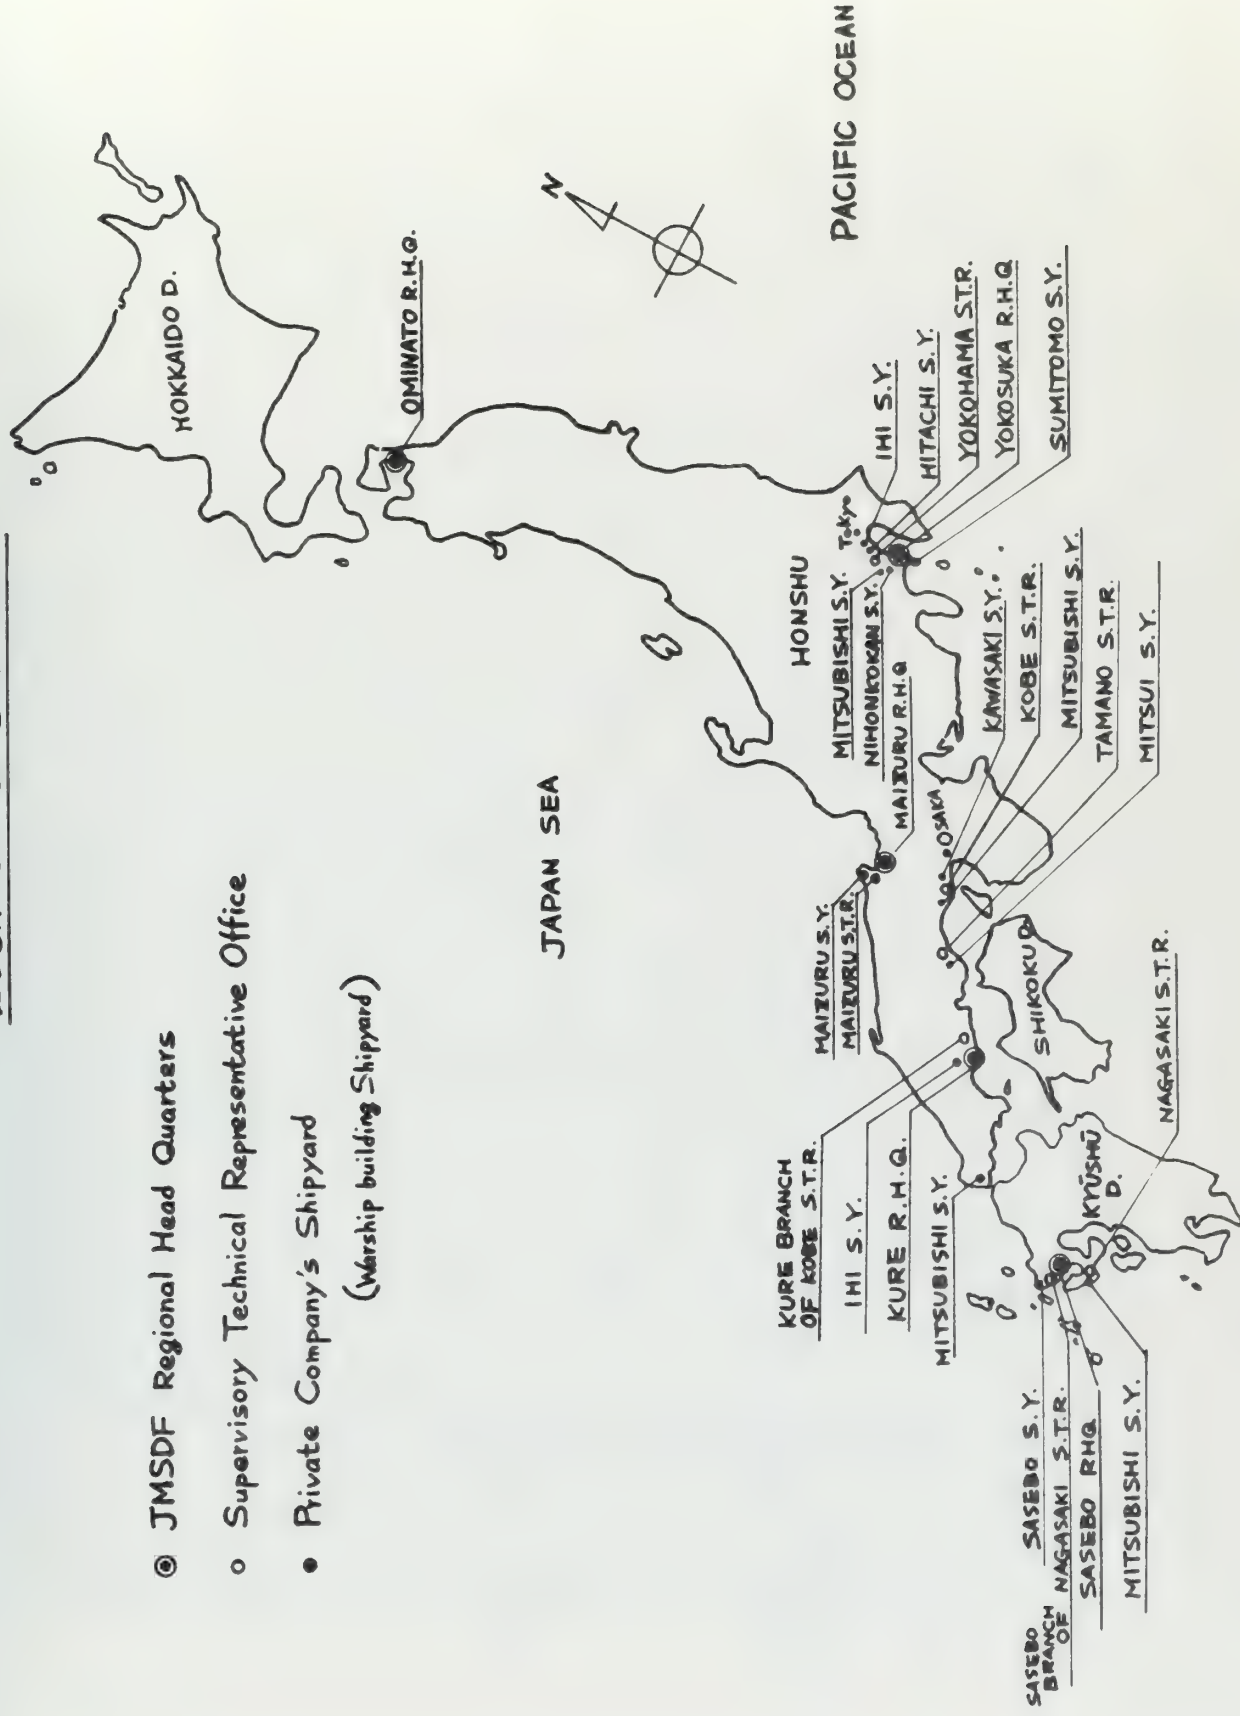 ◉ JMSDF Regional Head Quarters
○ Supervisory Technical Representative Office
● Private Company's Shipyard
(Warship building Shipyard)
HOKKAIDO D.
OMINATO R.H.Q.
N
JAPAN SEA
PACIFIC OCEAN
HONSHU
Tokyo
IHI S.Y.
HITACHI S.Y.
YOKOHAMA S.T.R.
YOKOSUKA R.H.Q
SUMITOMO S.Y.
MITSUBISHI S.Y.
NIHONKOKAN S.Y.
MAIZURU R.H.Q
MAIZURU S.Y.
MAIZURU S.T.R.
OSAKA
KAWASAKI S.Y.
KOBE S.T.R.
MITSUBISHI S.Y.
TAMANO S.T.R.
MITSUI S.Y.
SHIKOKU D.
KURE BRANCH
OF KOBE S.T.R.
IHI S.Y.
KURE R.H.Q.
MITSUBISHI S.Y.
KYŪSHŪ
D.
NAGASAKI S.T.R.
SASEBO S.Y.
SASEBO
BRANCH
OF NAGASAKI S.T.R.
SASEBO RHQ
MITSUBISHI S.Y.